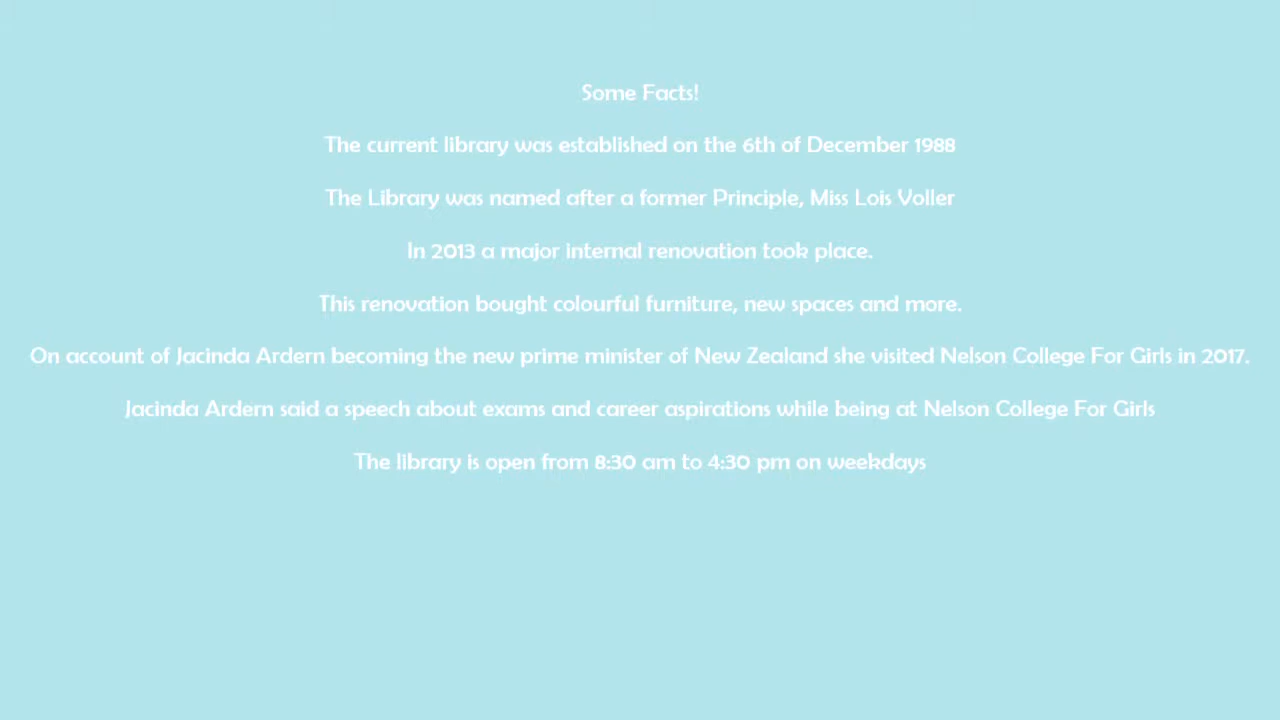 Some Facts!
The current library was established on the 6th of December 1988
The Library was named after a former Principle, Miss Lois Voller
In 2013 a major internal renovation took place.
This renovation bought colourful furniture, new spaces and more.
On account of Jacinda Ardern becoming the new prime minister of New Zealand she visited Nelson College For Girls in 2017.
Jacinda Ardern said a speech about exams and career aspirations while being at Nelson College For Girls
The library is open from 8:30 am to 4:30 pm on weekdays